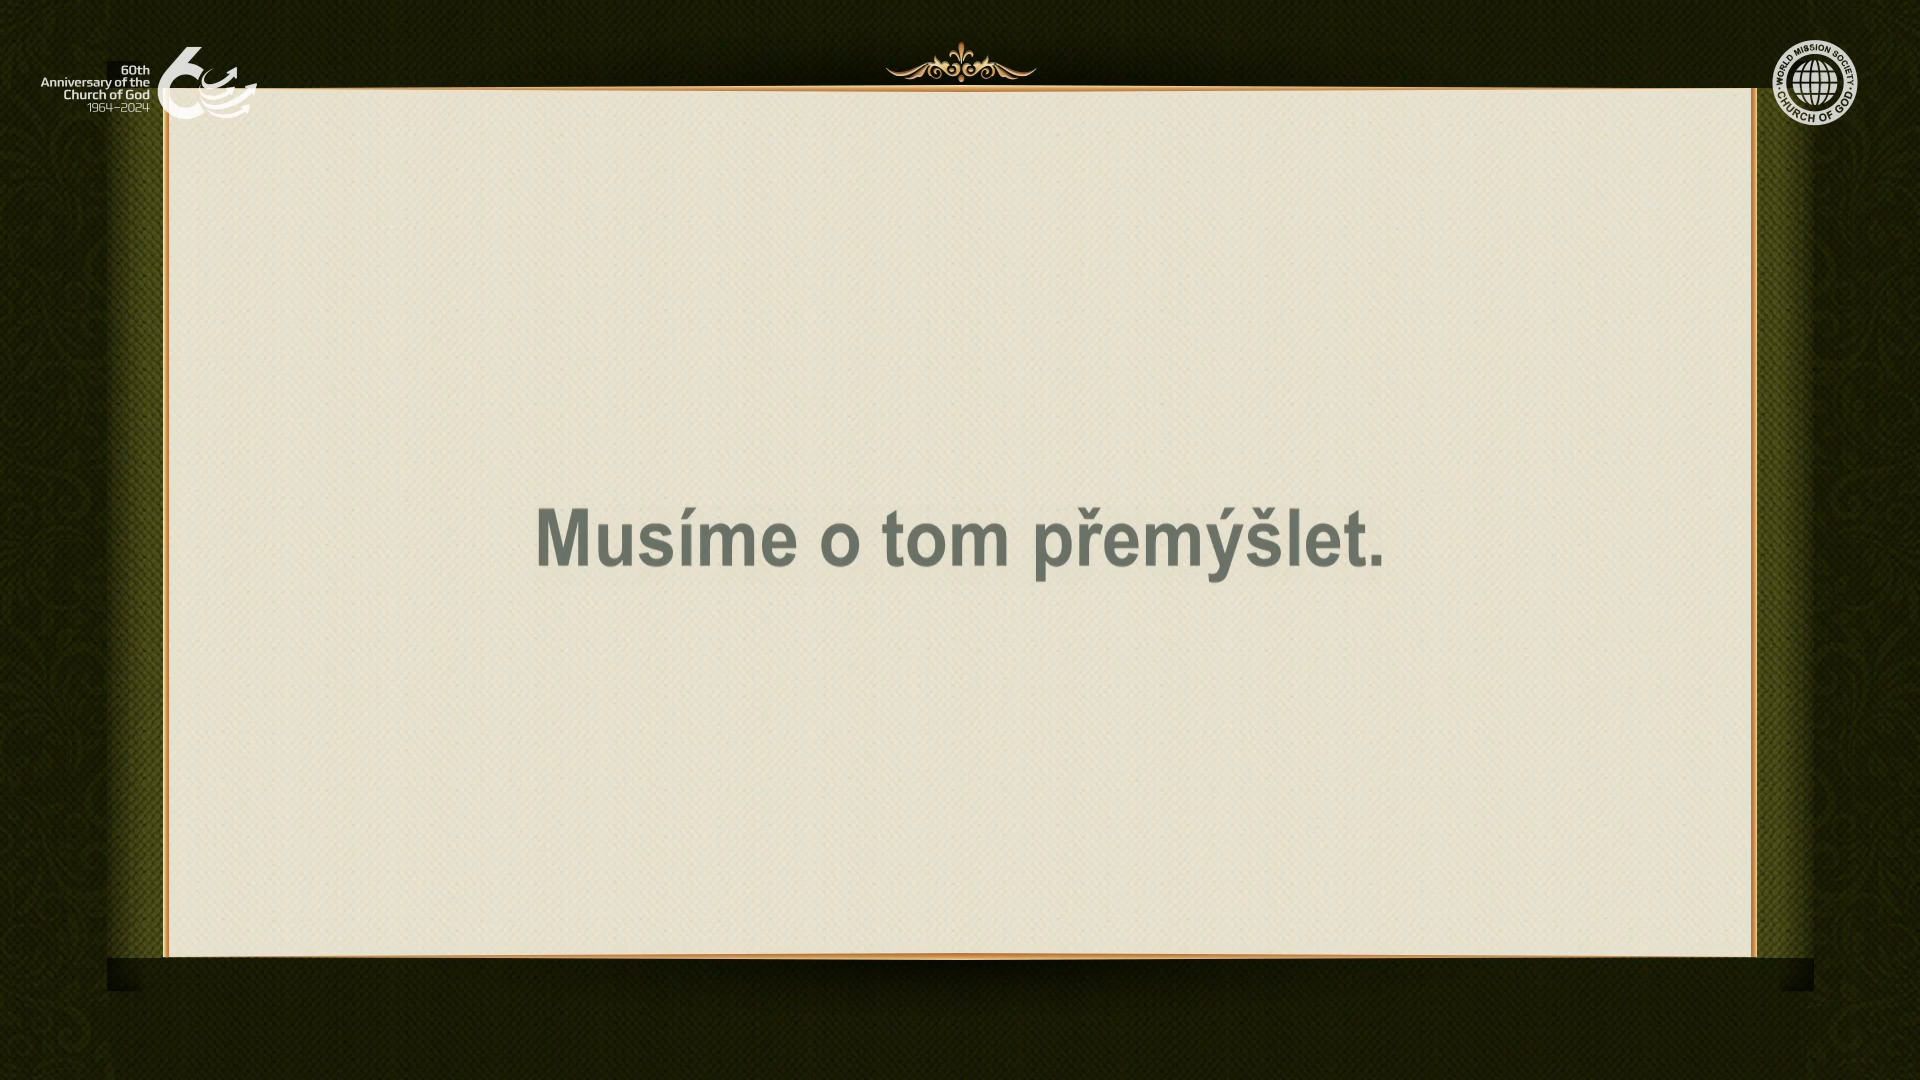 60th
Anniversary of the
Church of God
1964–2024
WORLD MISSION SOCIETY
CHURCH OF GOD
Musíme o tom přemýšlet.